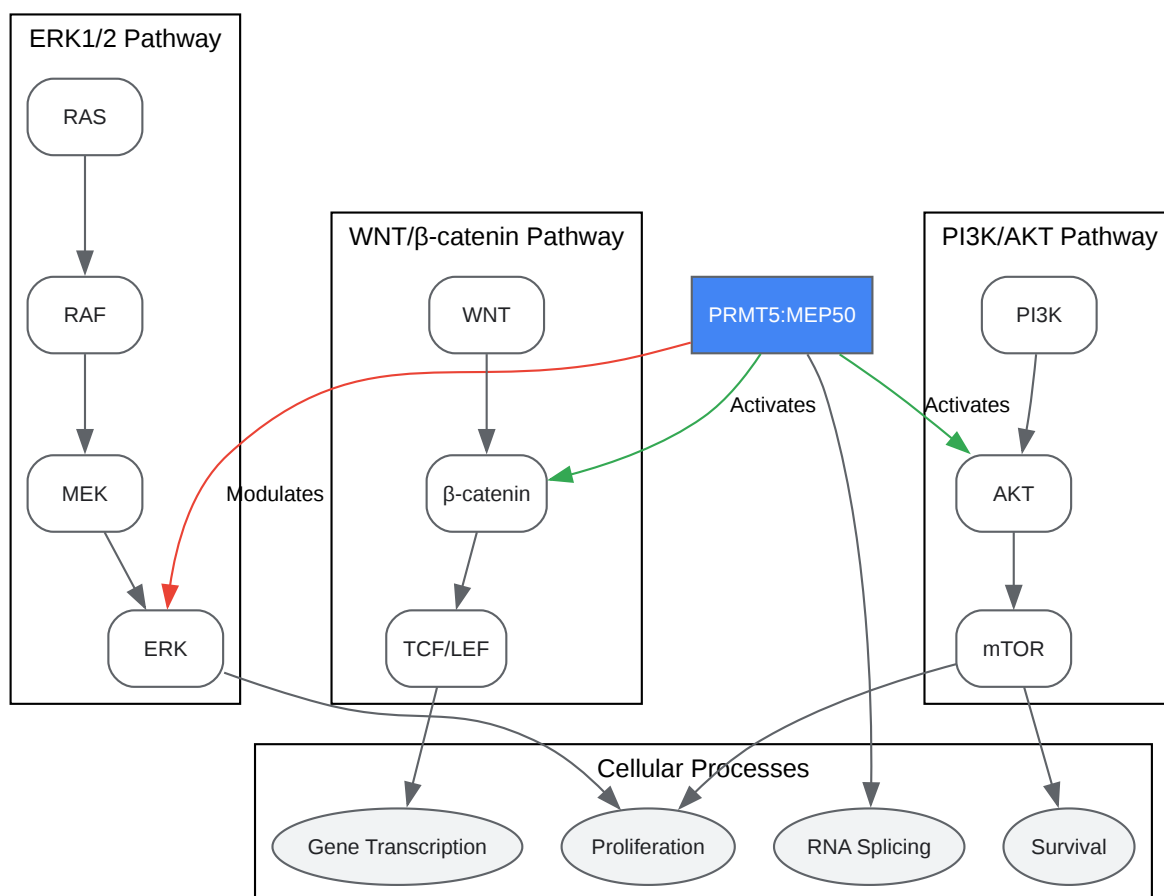 ERK1/2 Pathway
RAS
RAF
MEK
ERK
WNT/β-catenin Pathway
WNT
β-catenin
TCF/LEF
PRMT5:MEP50
PI3K/AKT Pathway
PI3K
AKT
mTOR
Modulates
Activates
Activates
Cellular Processes
Gene Transcription
Proliferation
RNA Splicing
Survival